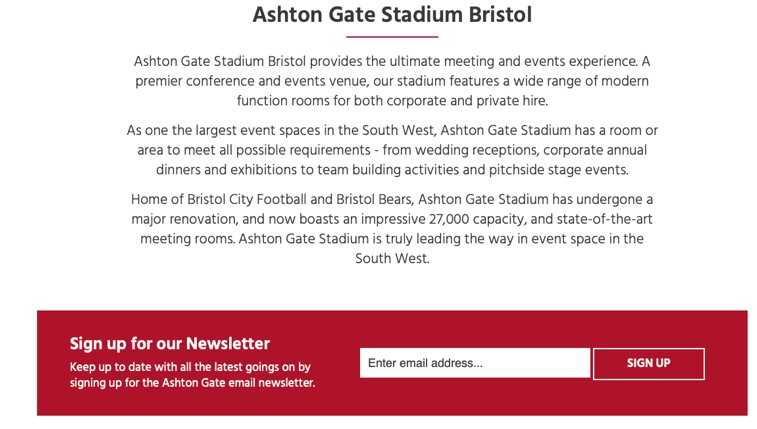 Ashton Gate Stadium Bristol
Ashton Gate Stadium Bristol provides the ultimate meeting and events experience. A
premier conference and events venue, our stadium features a wide range of modern
function rooms for both corporate and private hire.
As one the largest event spaces in the South West, Ashton Gate Stadium has a room or
area to meet all possible requirements - from wedding receptions, corporate annual
dinners and exhibitions to team building activities and pitchside stage events.
Home of Bristol City Football and Bristol Bears, Ashton Gate Stadium has undergone a
major renovation, and now boasts an impressive 27,000 capacity, and state-of-the-art
meeting rooms. Ashton Gate Stadium is truly leading the way in event space in the
South West.
Sign up for our Newsletter
Keep up to date with all the latest goings on by
signing up for the Ashton Gate email newsletter.
Enter email address...
SIGN UP